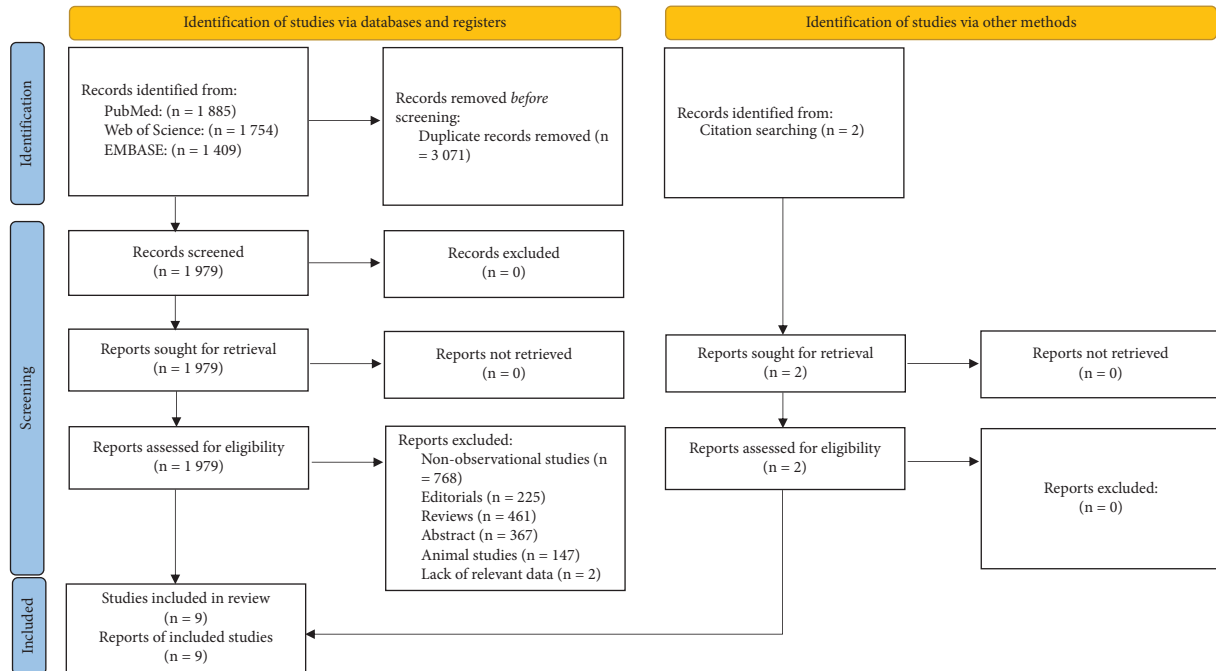 Identification of studies via databases and registers
Identification of studies via other methods
Identification
Records identified from:
PubMed: (n = 1 885)
Web of Science: (n = 1 754)
EMBASE: (n = 1 409)
Records removed before
screening:
Duplicate records removed (n
= 3 071)
Records identified from:
Citation searching (n = 2)
Screening
Records screened
(n = 1 979)
Records excluded
(n = 0)
Reports sought for retrieval
(n = 1 979)
Reports not retrieved
(n = 0)
Reports sought for retrieval
(n = 2)
Reports not retrieved
(n = 0)
Reports assessed for eligibility
(n = 1 979)
Reports excluded:
Non-observational studies (n
= 768)
Editorials (n = 225)
Reviews (n = 461)
Abstract (n = 367)
Animal studies (n = 147)
Lack of relevant data (n = 2)
Reports assessed for eligibility
(n = 2)
Reports excluded:
(n = 0)
Included
Studies included in review
(n = 9)
Reports of included studies
(n = 9)